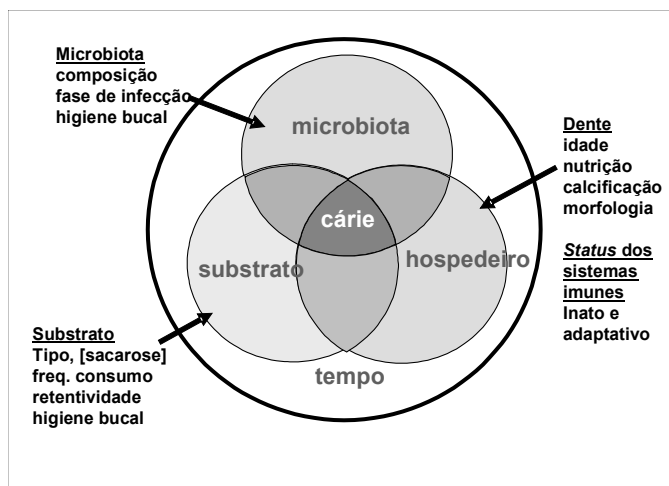 Microbiota
composição
fase de infecção
higiene bucal
microbiota
Dente
idade
nutrição
calcificação
morfologia
cárie
substrato
hospedeiro
Status dos
sistemas
imunes
Inato e
adaptativo
Substrato
Tipo, [sacarose]
freq. consumo
retentividade
higiene bucal
tempo